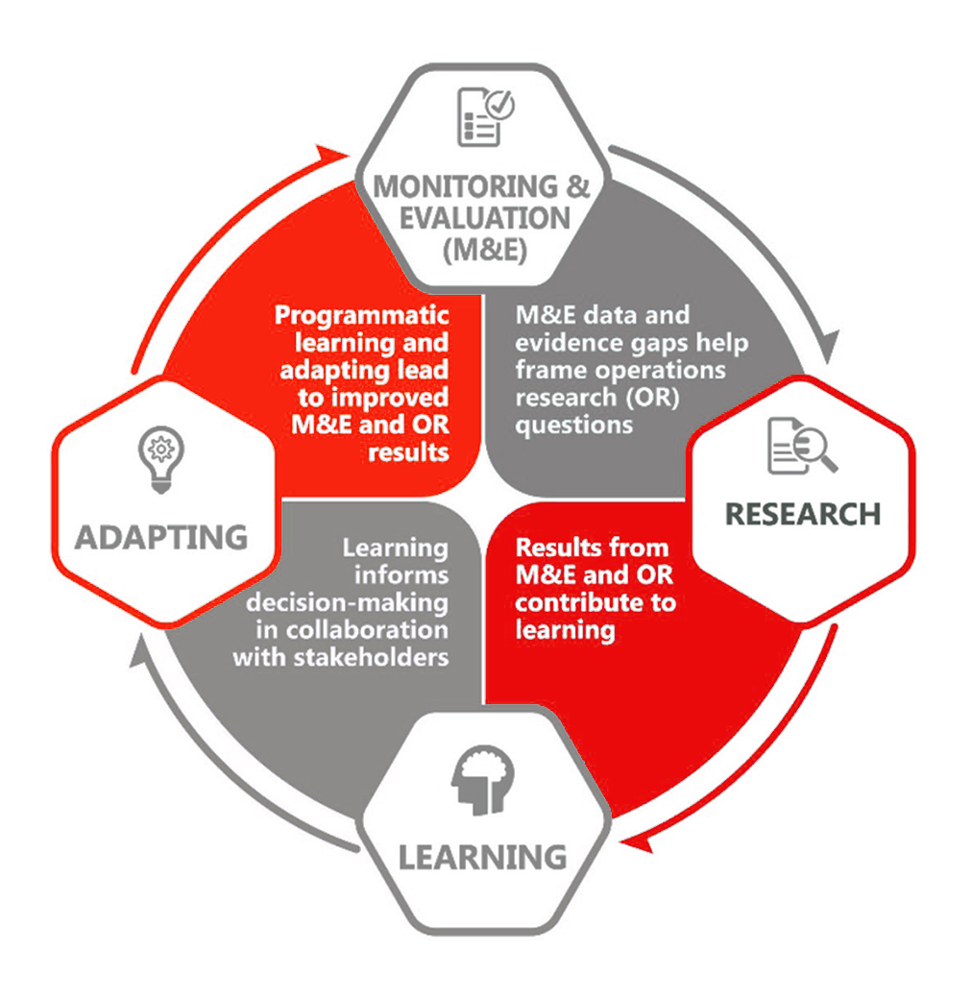 MONITORING &
EVALUATION
(M&E)
Programmatic
learning and
adapting lead
to improved
M&E and OR
results
M&E data and
evidence gaps help
frame operations
research (OR)
questions
ADAPTING
RESEARCH
Learning
informs
decision-making
in collaboration
with stakeholders
Results from
M&E and OR
contribute to
learning
LEARNING